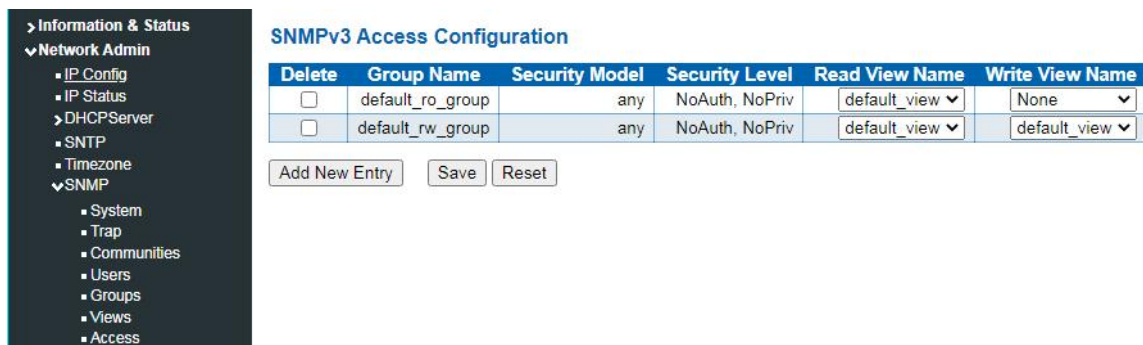 Information & Status
Network Admin
IP Config
IP Status
DHCPServer
SNTP
Timezone
SNMP
System
Trap
Communities
Users
Groups
Views
Access
SNMPv3 Access Configuration
Delete Group Name Security Model Security Level Read View Name Write View Name
default_ro_group any NoAuth, NoPriv default_view None
default_rw_group any NoAuth, NoPriv default_view default_view
Add New Entry Save Reset